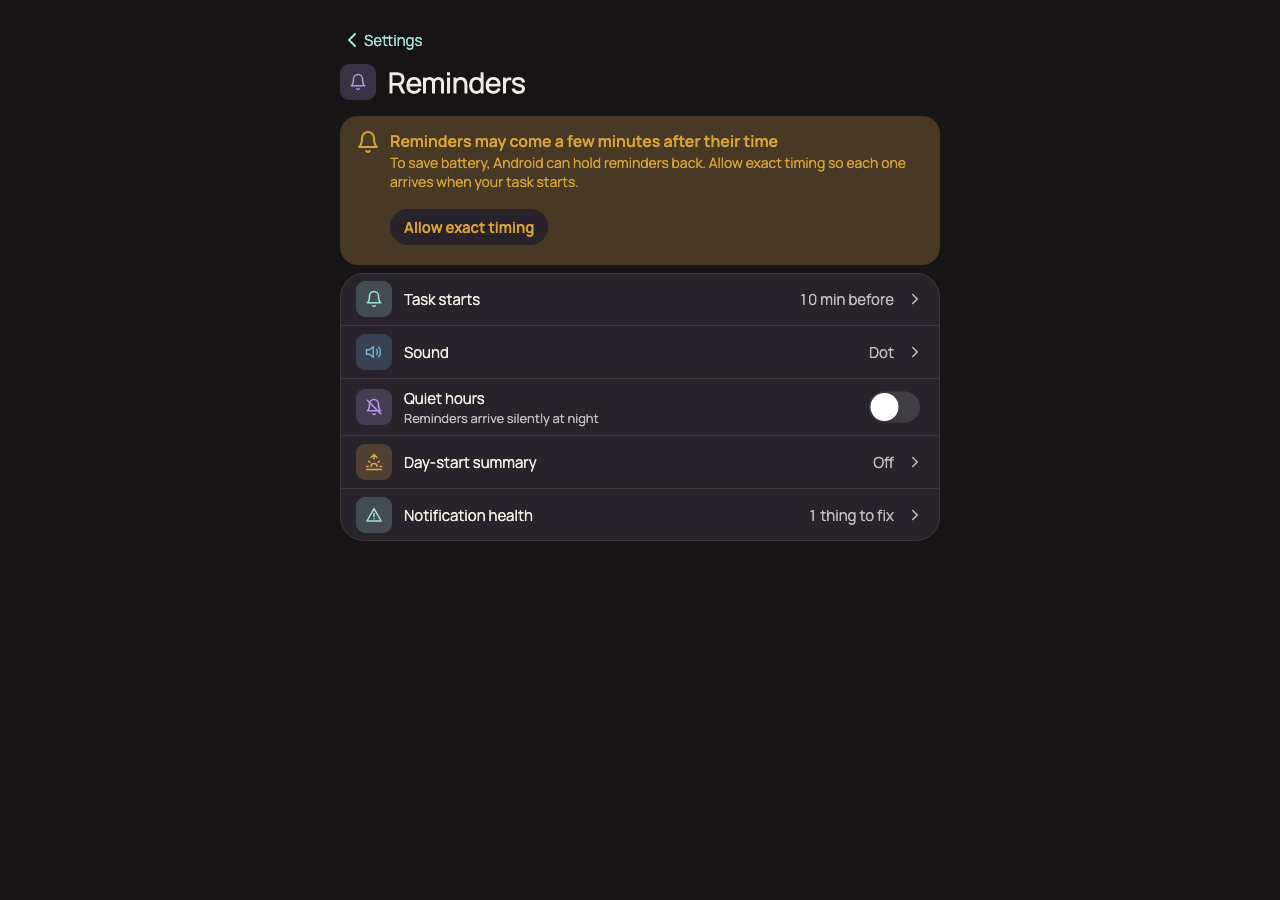 Settings
Reminders
Reminders may come a few minutes after their time
To save battery, Android can hold reminders back. Allow exact timing so each one
arrives when your task starts.
Allow exact timing
Task starts
10 min before
Sound
Dot
Quiet hours
Reminders arrive silently at night
Day-start summary
Off
Notification health
1 thing to fix